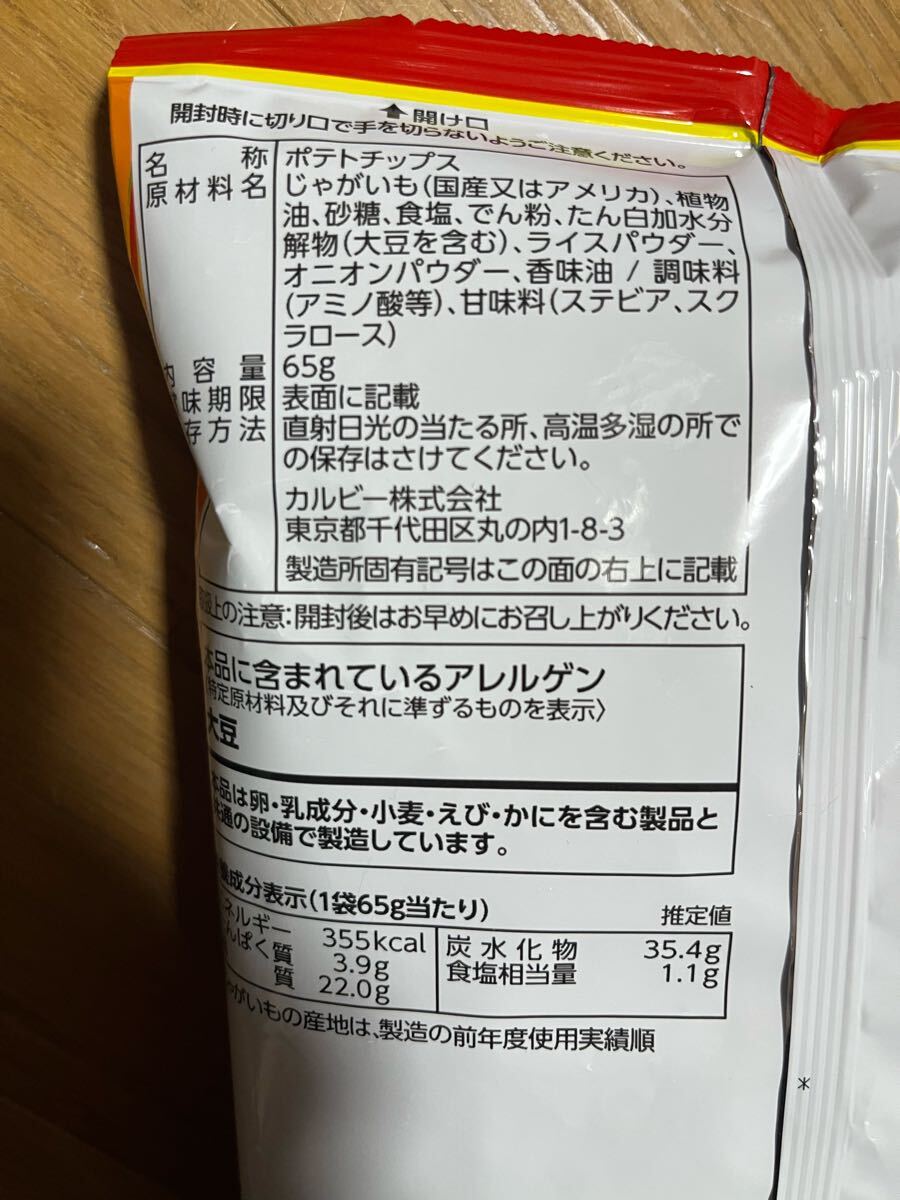 開け口
開封時に切り口で手を切らないようご注意ください。
名 称 ポテトチップス
原材料名 じゃがいも(国産又はアメリカ)、植物
油、砂糖、食塩、でん粉、たん白加水分
解物(大豆を含む)、ライスパウダー、
オニオンパウダー、香味油 / 調味料
(アミノ酸等)、甘味料(ステビア、スク
ラロース)
内容量 65g
味期限 表面に記載
存方法 直射日光の当たる所、高温多湿の所で
の保存はさけてください。
カルビー株式会社
東京都千代田区丸の内1-8-3
製造所固有記号はこの面の右上に記載
上の注意:開封後はお早めにお召し上がりください。
本品に含まれているアレルゲン
特定原材料及びそれに準ずるものを表示〉
大豆
本品は卵・乳成分・小麦・えび・かにを含む製品と
共通の設備で製造しています。
養成分表示(1袋65g当たり) 推定値
ネルギー 355kcal 炭水化物 35.4g
んぱく質 3.9g 食塩相当量 1.1g
質 22.0g
ゃがいもの産地は、製造の前年度使用実績順
*